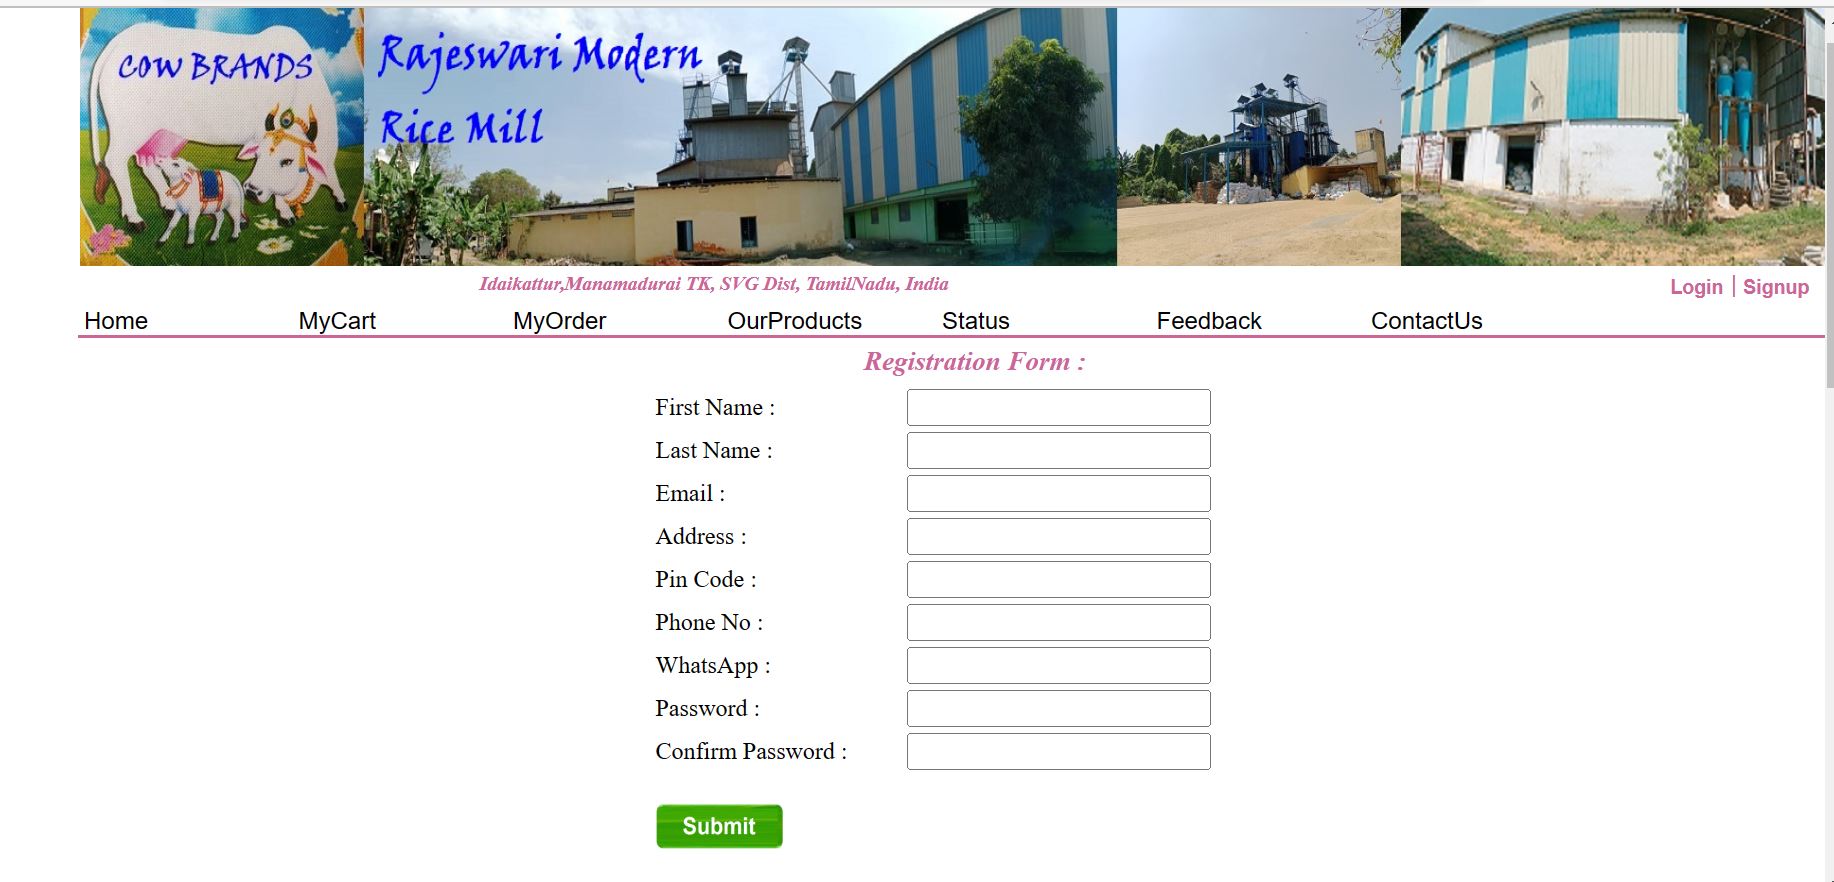 COW BRANDS
Rajeswari Modern
Rice Mill
Idaikattur,Manamadurai TK, SVG Dist, TamilNadu, India
Login | Signup
Home MyCart MyOrder OurProducts Status Feedback ContactUs
Registration Form :
First Name :
Last Name :
Email :
Address :
Pin Code :
Phone No :
WhatsApp :
Password :
Confirm Password :
Submit